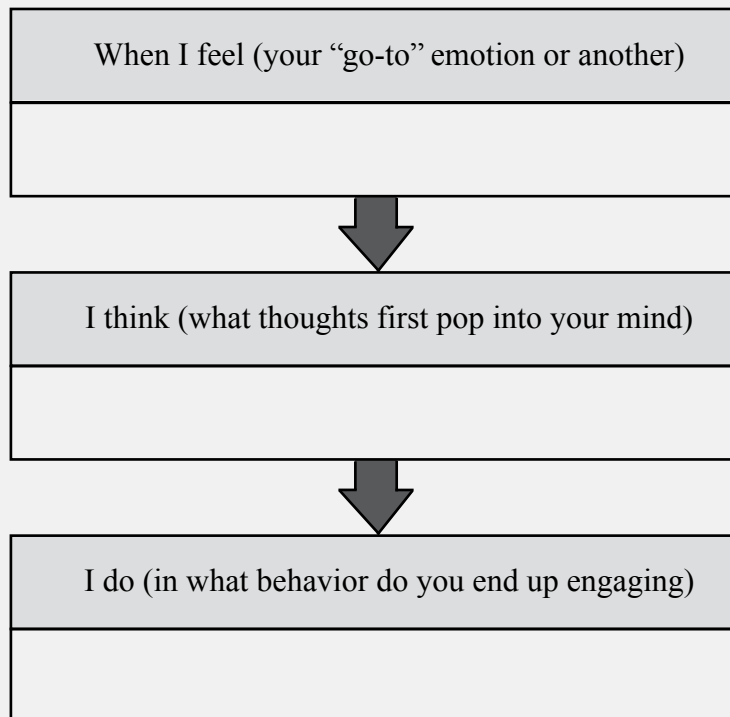 When I feel (your “go-to” emotion or another)
I think (what thoughts first pop into your mind)
I do (in what behavior do you end up engaging)